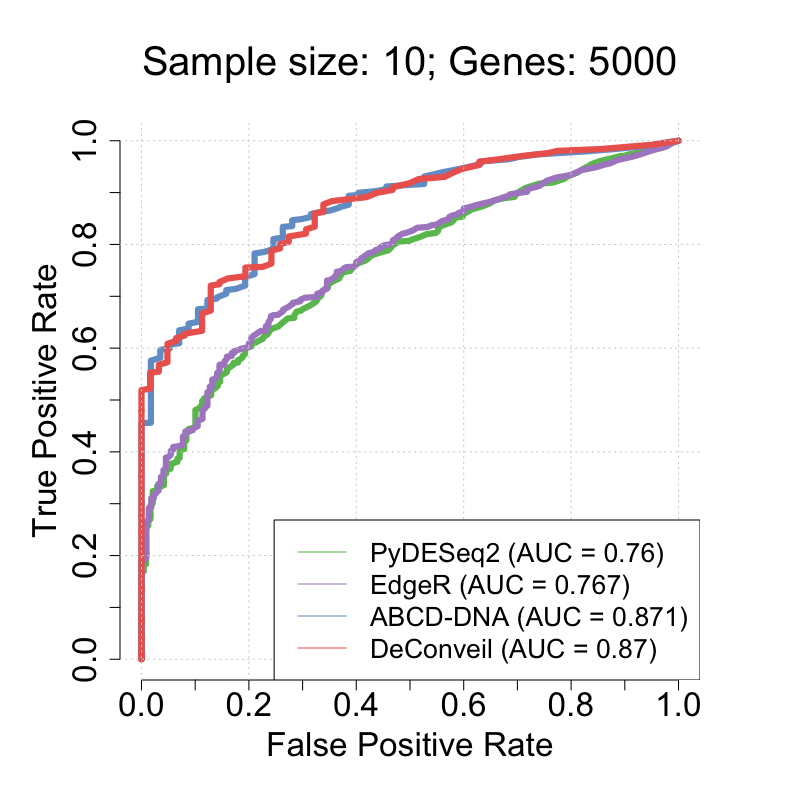 Sample size: 10; Genes: 5000
True Positive Rate
1.0
0.8
0.6
0.4
0.2
0.0
PyDESeq2 (AUC = 0.76)
EdgeR (AUC = 0.767)
ABCD-DNA (AUC = 0.871)
DeConveil (AUC = 0.87)
0.0 0.2 0.4 0.6 0.8 1.0
False Positive Rate